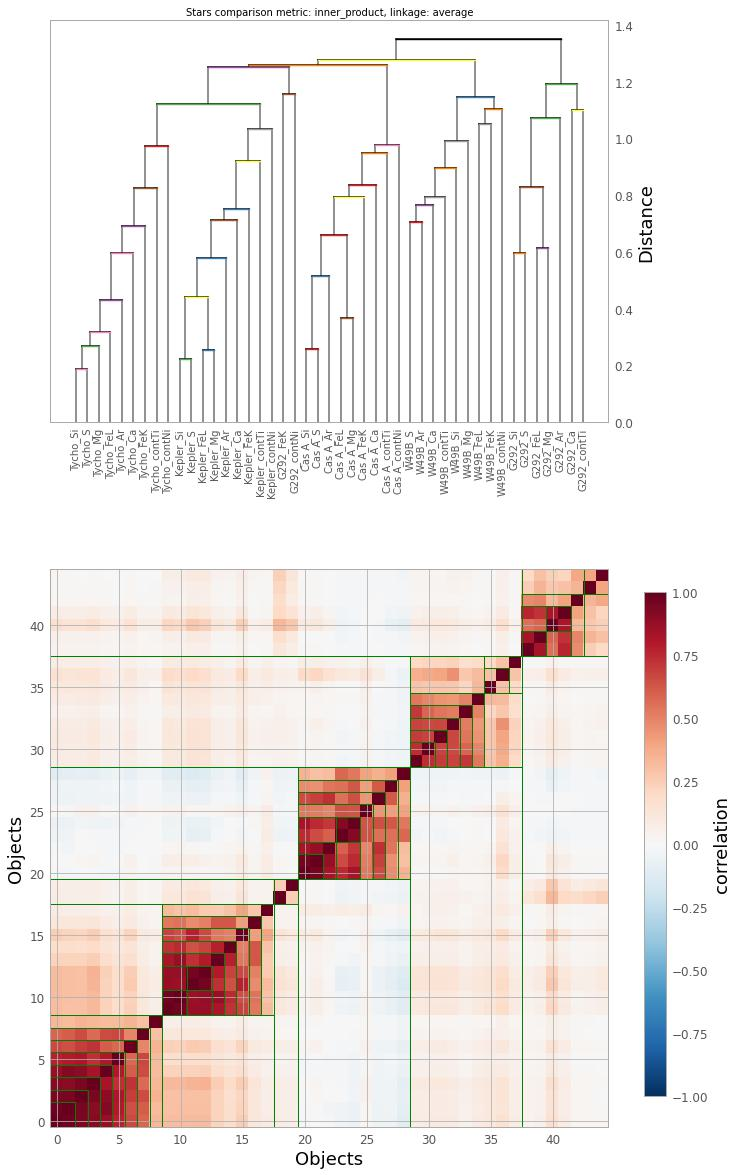 Stars comparison metric: inner_product, linkage: average
1.4
1.2
1.0
0.8
0.6
0.4
0.2
0.0
Distance
Tycho_Si
Tycho_S
Tycho_Mg
Tycho_FeL
Tycho_Ar
Tycho_Ca
Tycho_FeK
Tycho_contTi
Tycho_contNi
Kepler_Si
Kepler_S
Kepler_FeL
Kepler_Mg
Kepler_Ar
Kepler_Ca
Kepler_FeK
Kepler_contTi
Kepler_contNi
G292_FeK
G292_contNi
Cas A_Si
Cas A_S
Cas A_Ar
Cas A_FeL
Cas A_Mg
Cas A_FeK
Cas A_Ca
Cas A_contTi
Cas A_contNi
W49B_S
W49B_Ar
W49B_Ca
W49B_contTi
W49B_Si
W49B_Mg
W49B_FeL
W49B_FeK
W49B_contNi
G292_Si
G292_S
G292_FeL
G292_Mg
G292_Ar
G292_Ca
G292_contTi
40
35
30
25
20
15
10
5
0
Objects
0 5 10 15 20 25 30 35 40
Objects
1.00
0.75
0.50
0.25
0.00
−0.25
−0.50
−0.75
−1.00
correlation